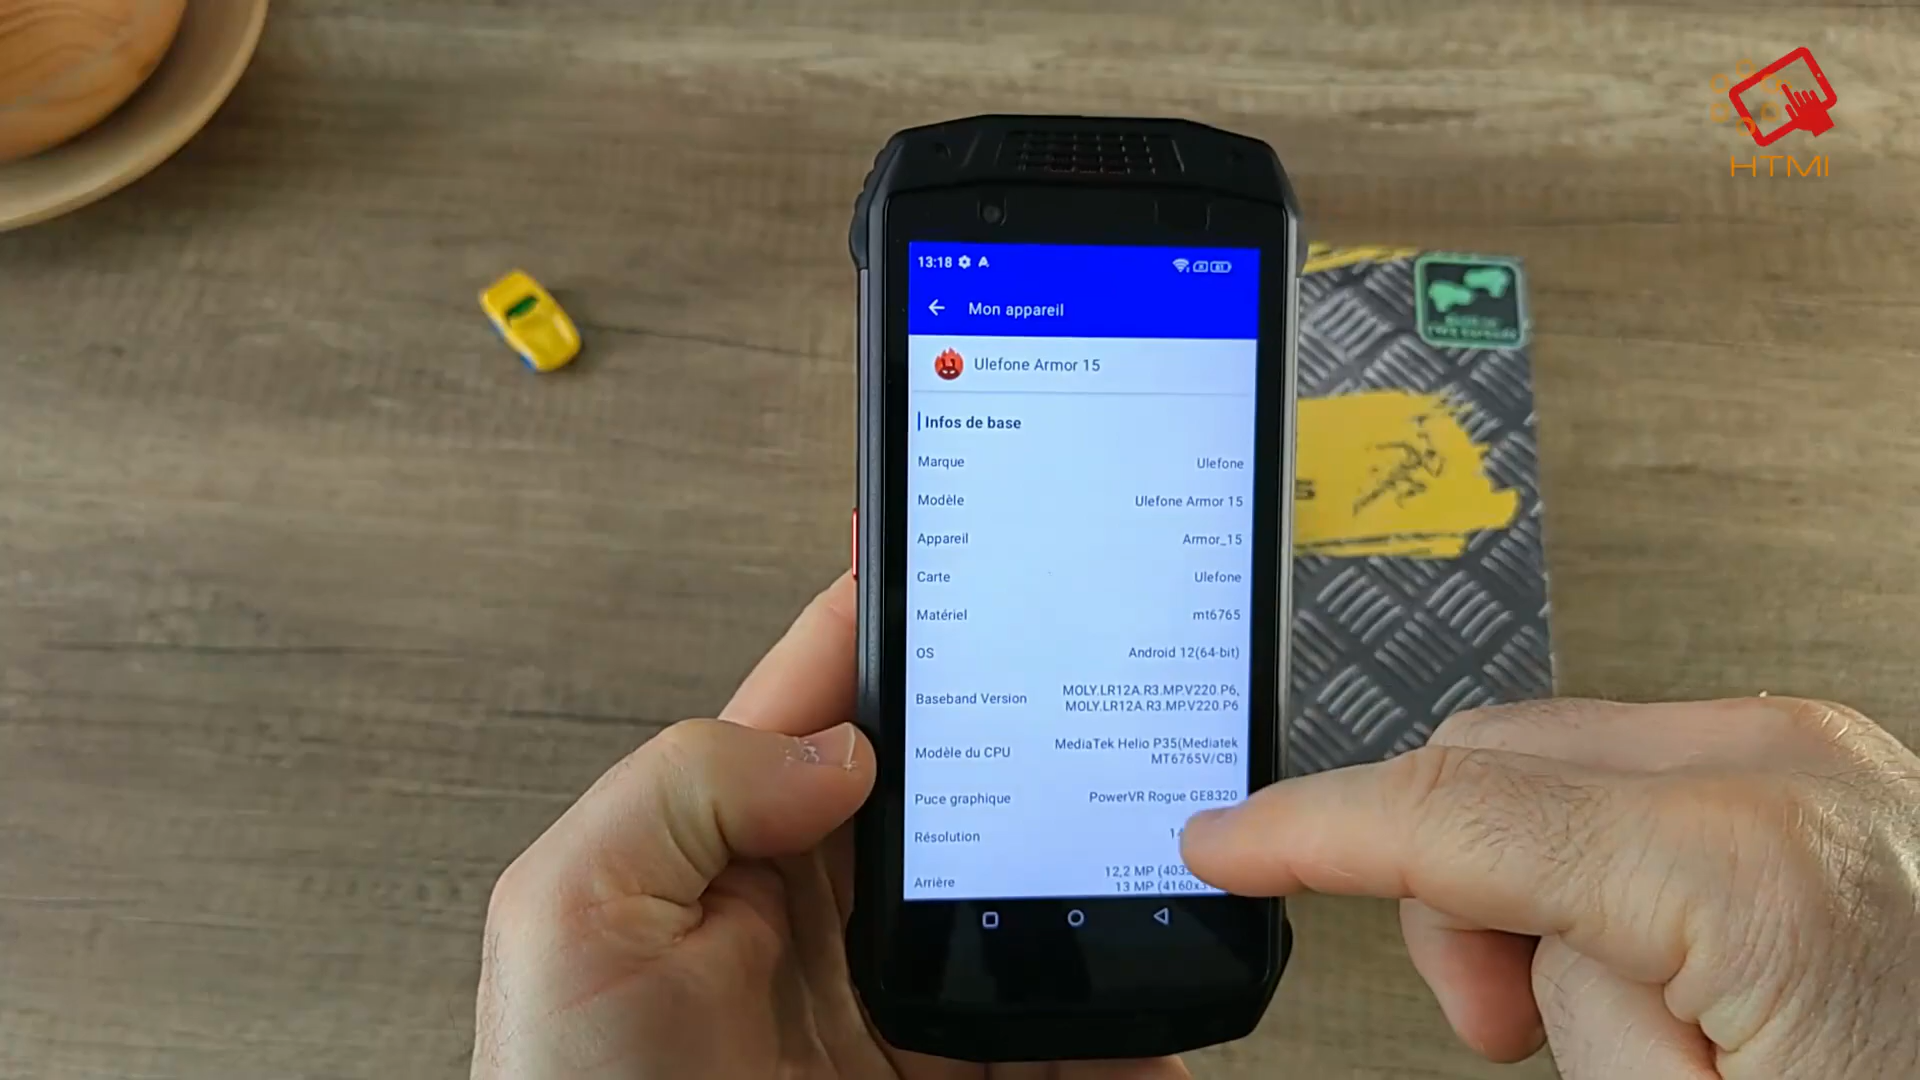 HTMI
13:18
Mon appareil
Ulefone Armor 15
Infos de base
Marque Ulefone
Modèle Ulefone Armor 15
Appareil Armor_15
Carte Ulefone
Matériel mt6765
OS Android 12(64-bit)
Baseband Version MOLY.LR12A.R3.MP.V220.P6,
MOLY.LR12A.R3.MP.V220.P6
Modèle du CPU MediaTek Helio P35(Mediatek
MT6765V/CB)
Puce graphique PowerVR Rogue GE8320
Résolution
Arrière 12,2 MP
13 MP